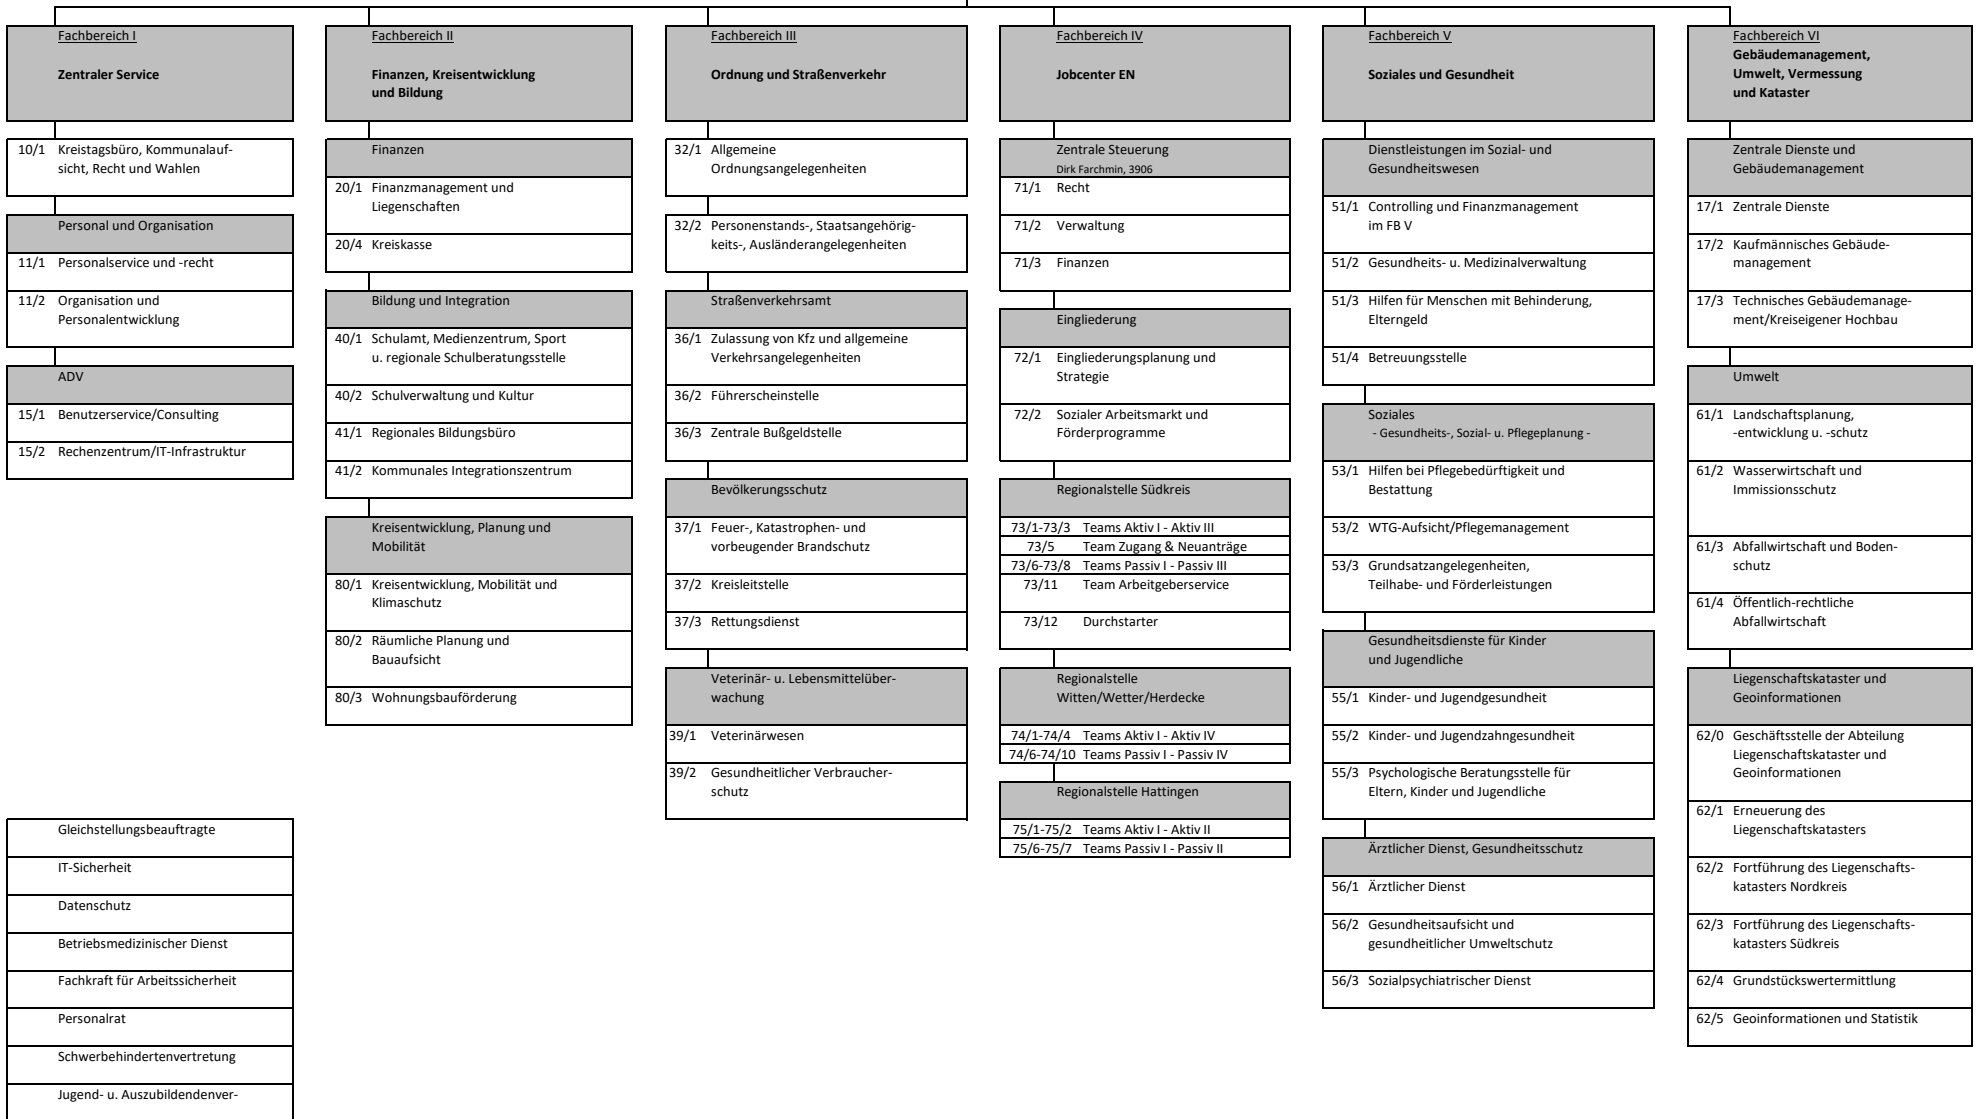 Fachbereich I
Zentraler Service
10/1 Kreistagsbüro, Kommunalauf-
sicht, Recht und Wahlen
Personal und Organisation
11/1 Personalservice und -recht
11/2 Organisation und
Personalentwicklung
ADV
15/1 Benutzerservice/Consulting
15/2 Rechenzentrum/IT-Infrastruktur
Gleichstellungsbeauftragte
IT-Sicherheit
Datenschutz
Betriebsmedizinischer Dienst
Fachkraft für Arbeitssicherheit
Personalrat
Schwerbehindertenvertretung
Jugend- u. Auszubildendenver-
Fachbereich II
Finanzen, Kreisentwicklung
und Bildung
Finanzen
20/1 Finanzmanagement und
Liegenschaften
20/4 Kreiskasse
Bildung und Integration
40/1 Schulamt, Medienzentrum, Sport
u. regionale Schulberatungsstelle
40/2 Schulverwaltung und Kultur
41/1 Regionales Bildungsbüro
41/2 Kommunales Integrationszentrum
Kreisentwicklung, Planung und
Mobilität
80/1 Kreisentwicklung, Mobilität und
Klimaschutz
80/2 Räumliche Planung und
Bauaufsicht
80/3 Wohnungsbauförderung
Fachbereich III
Ordnung und Straßenverkehr
32/1 Allgemeine
Ordnungsangelegenheiten
32/2 Personenstands-, Staatsangehörig-
keits-, Ausländerangelegenheiten
Straßenverkehrsamt
36/1 Zulassung von Kfz und allgemeine
Verkehrsangelegenheiten
36/2 Führerscheinstelle
36/3 Zentrale Bußgeldstelle
Bevölkerungsschutz
37/1 Feuer-, Katastrophen- und
vorbeugender Brandschutz
37/2 Kreisleitstelle
37/3 Rettungsdienst
Veterinär- u. Lebensmittelüber-
wachung
39/1 Veterinärwesen
39/2 Gesundheitlicher Verbraucher-
schutz
Fachbereich IV
Jobcenter EN
Zentrale Steuerung
Dirk Farchmin, 3906
71/1 Recht
71/2 Verwaltung
71/3 Finanzen
Eingliederung
72/1 Eingliederungsplanung und
Strategie
72/2 Sozialer Arbeitsmarkt und
Förderprogramme
Regionalstelle Südkreis
73/1-73/3 Teams Aktiv I - Aktiv III
73/5 Team Zugang & Neuanträge
73/6-73/8 Teams Passiv I - Passiv III
73/11 Team Arbeitgeberservice
73/12 Durchstarter
Regionalstelle
Witten/Wetter/Herdecke
74/1-74/4 Teams Aktiv I - Aktiv IV
74/6-74/10 Teams Passiv I - Passiv IV
Regionalstelle Hattingen
75/1-75/2 Teams Aktiv I - Aktiv II
75/6-75/7 Teams Passiv I - Passiv II
Fachbereich V
Soziales und Gesundheit
Dienstleistungen im Sozial- und
Gesundheitswesen
51/1 Controlling und Finanzmanagement
im FB V
51/2 Gesundheits- u. Medizinalverwaltung
51/3 Hilfen für Menschen mit Behinderung,
Elterngeld
51/4 Betreuungsstelle
Soziales
- Gesundheits-, Sozial- u. Pflegeplanung -
53/1 Hilfen bei Pflegebedürftigkeit und
Bestattung
53/2 WTG-Aufsicht/Pflegemanagement
53/3 Grundsatzangelegenheiten,
Teilhabe- und Förderleistungen
Gesundheitsdienste für Kinder
und Jugendliche
55/1 Kinder- und Jugendgesundheit
55/2 Kinder- und Jugendzahngesundheit
55/3 Psychologische Beratungsstelle für
Eltern, Kinder und Jugendliche
Ärztlicher Dienst, Gesundheitsschutz
56/1 Ärztlicher Dienst
56/2 Gesundheitsaufsicht und
gesundheitlicher Umweltschutz
56/3 Sozialpsychiatrischer Dienst
Fachbereich VI
Gebäudemanagement,
Umwelt, Vermessung
und Kataster
Zentrale Dienste und
Gebäudemanagement
17/1 Zentrale Dienste
17/2 Kaufmännisches Gebäude-
management
17/3 Technisches Gebäudemanage-
ment/Kreiseigener Hochbau
Umwelt
61/1 Landschaftsplanung,
-entwicklung u. -schutz
61/2 Wasserwirtschaft und
Immissionsschutz
61/3 Abfallwirtschaft und Boden-
schutz
61/4 Öffentlich-rechtliche
Abfallwirtschaft
Liegenschaftskataster und
Geoinformationen
62/0 Geschäftsstelle der Abteilung
Liegenschaftskataster und
Geoinformationen
62/1 Erneuerung des
Liegenschaftskatasters
62/2 Fortführung des Liegenschafts-
katasters Nordkreis
62/3 Fortführung des Liegenschafts-
katasters Südkreis
62/4 Grundstückswertermittlung
62/5 Geoinformationen und Statistik